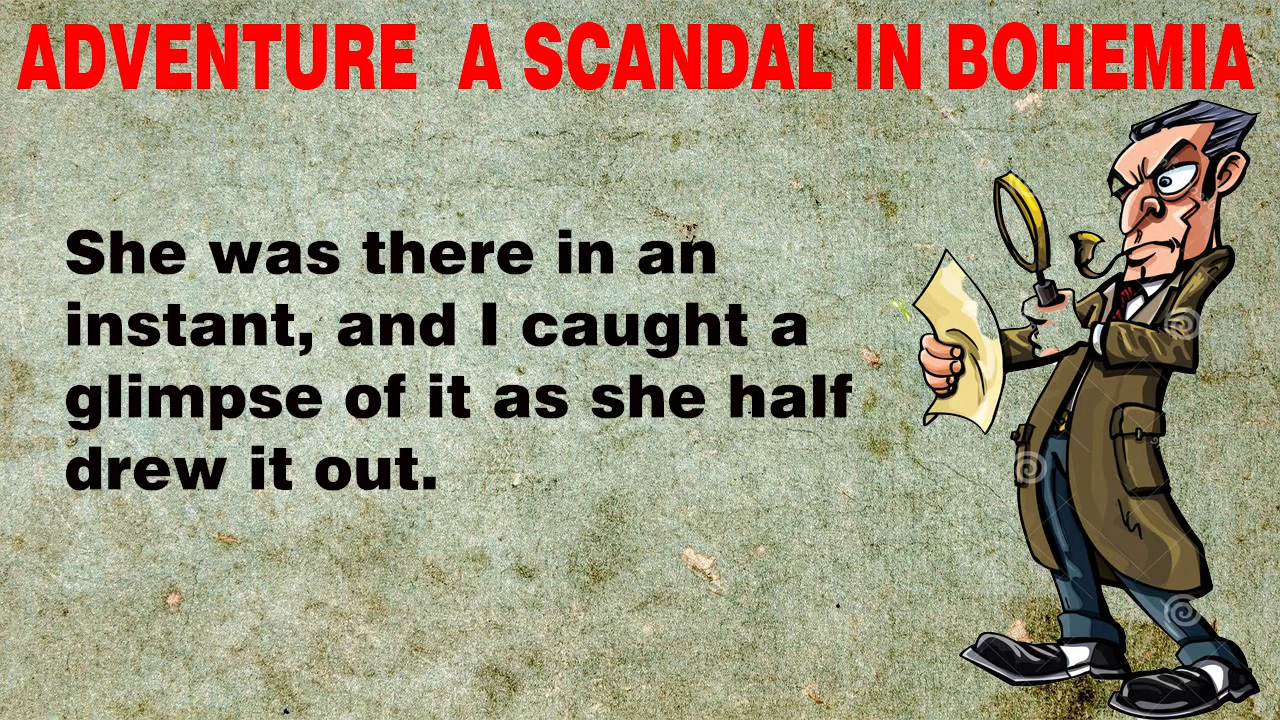 ADVENTURE A SCANDAL IN BOHEMIA
She was there in an
instant, and I caught a
glimpse of it as she half
drew it out.